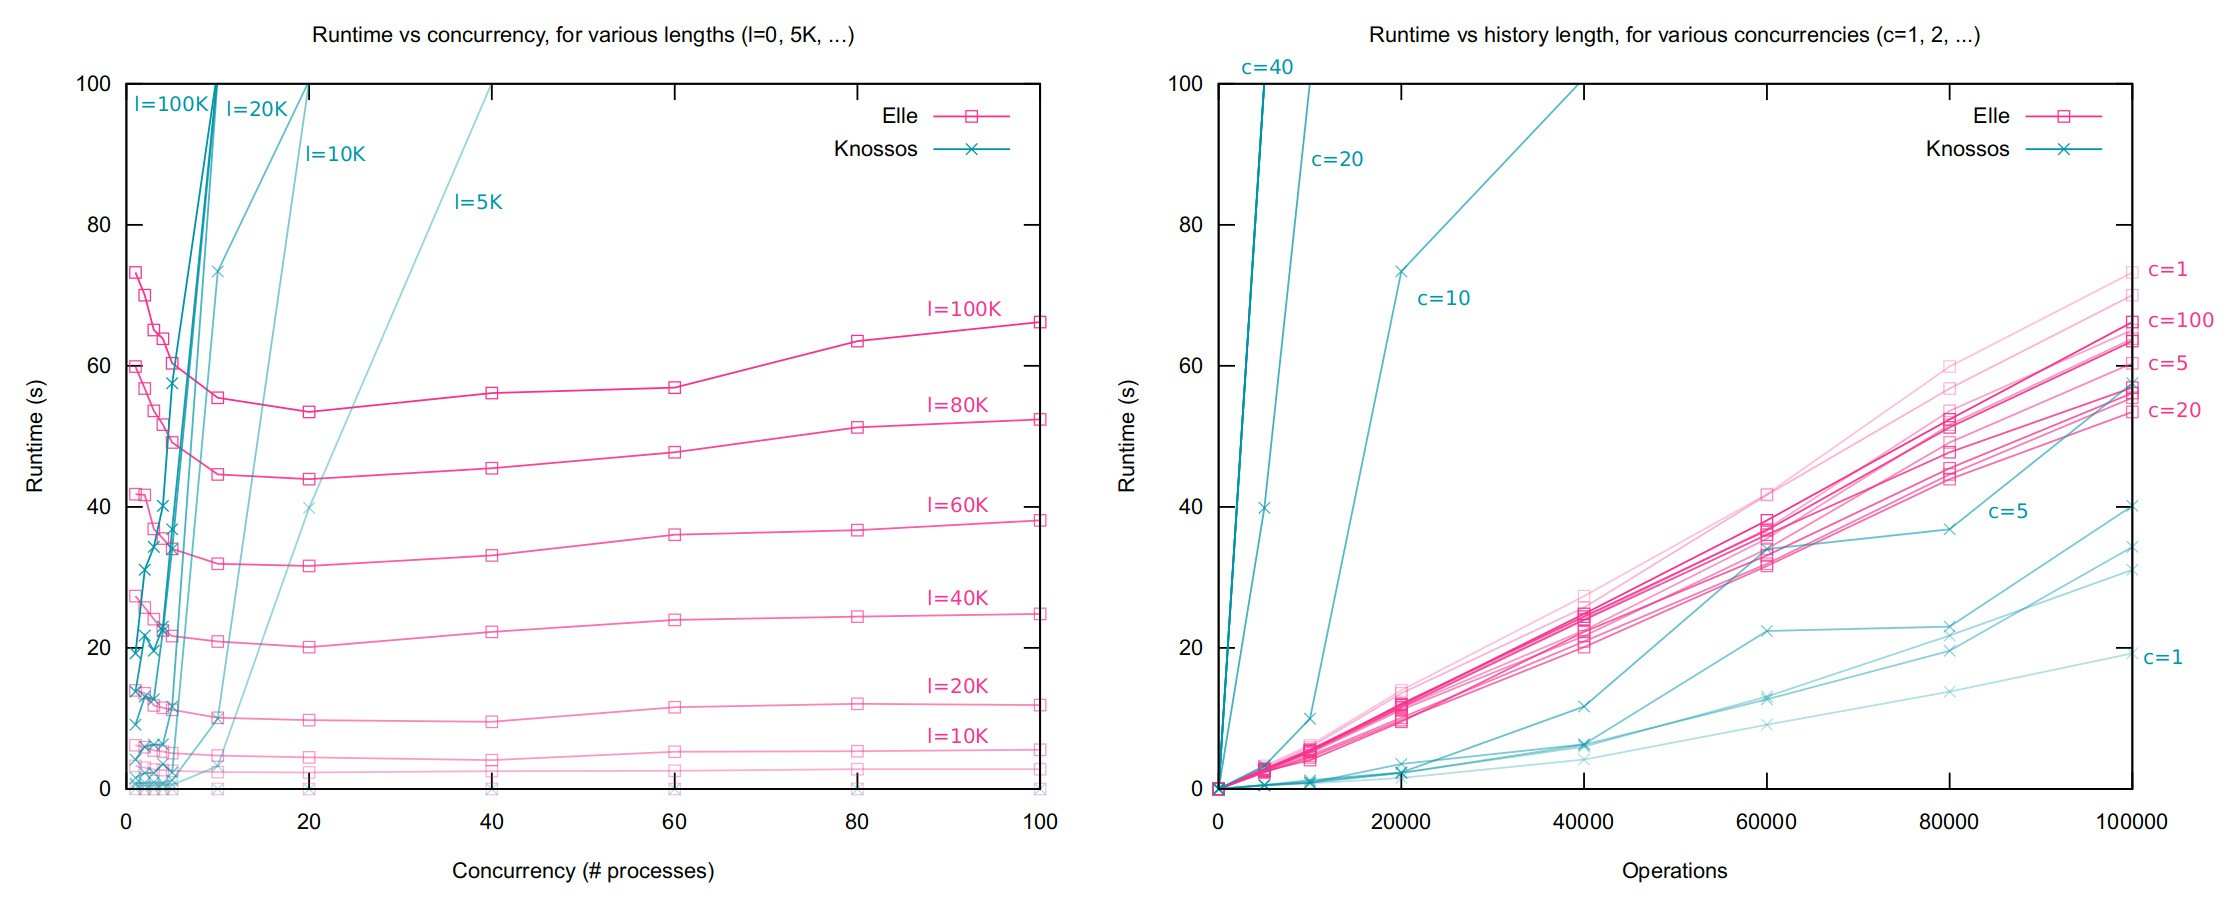 Runtime vs concurrency, for various lengths (l=0, 5K, ...)
100
80
60
40
20
0
Runtime (s)
l=100K
l=20K
l=10K
l=5K
Elle
Knossos
l=100K
l=80K
l=60K
l=40K
l=20K
l=10K
0 20 40 60 80 100
Concurrency (# processes)
Runtime vs history length, for various concurrencies (c=1, 2, ...)
c=40
100
80
60
40
20
0
Runtime (s)
c=20
c=10
Elle
Knossos
c=1
c=100
c=5
c=20
c=5
c=1
0 20000 40000 60000 80000 100000
Operations